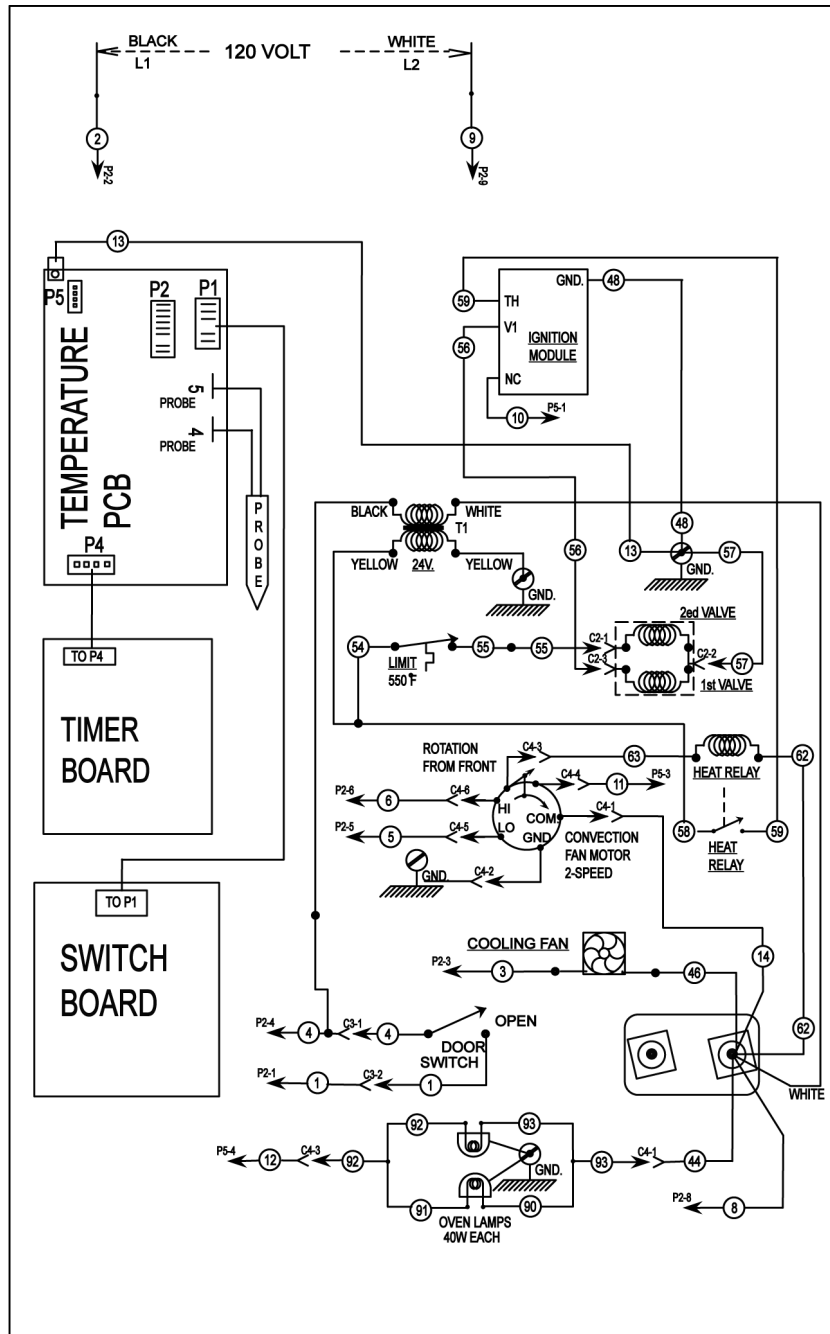 BLACK
L1
120 VOLT
WHITE
L2
2
P2-2
9
P2-9
13
P5
P2
P1
TEMPERATURE
PCB
5
PROBE
4
PROBE
PROBE
P4
TH
GND.
V1
IGNITION
MODULE
NC
59
48
56
10
P5-1
BLACK
WHITE
T1
YELLOW
24V.
YELLOW
GND.
56
13
48
57
GND.
2ed VALVE
54
LIMIT
550°F
55
55
C2-1
C2-3
C2-2
57
1st VALVE
TO P4
TIMER
BOARD
ROTATION
FROM FRONT
C4-3
63
HEAT RELAY
62
C4-4
11
P5-3
P2-6
6
C4-6
HI
COM.
C4-1
P2-5
5
C4-5
LO
GND
CONVECTION
FAN MOTOR
2-SPEED
58
59
HEAT
RELAY
GND.
C4-2
TO P1
SWITCH
BOARD
COOLING FAN
P2-3
3
46
14
P2-4
4
C3-1
4
OPEN
DOOR
SWITCH
62
P2-1
1
C3-2
1
WHITE
P5-4
12
C4-3
92
92
93
GND.
93
C4-1
44
91
90
OVEN LAMPS
40W EACH
P2-8
8